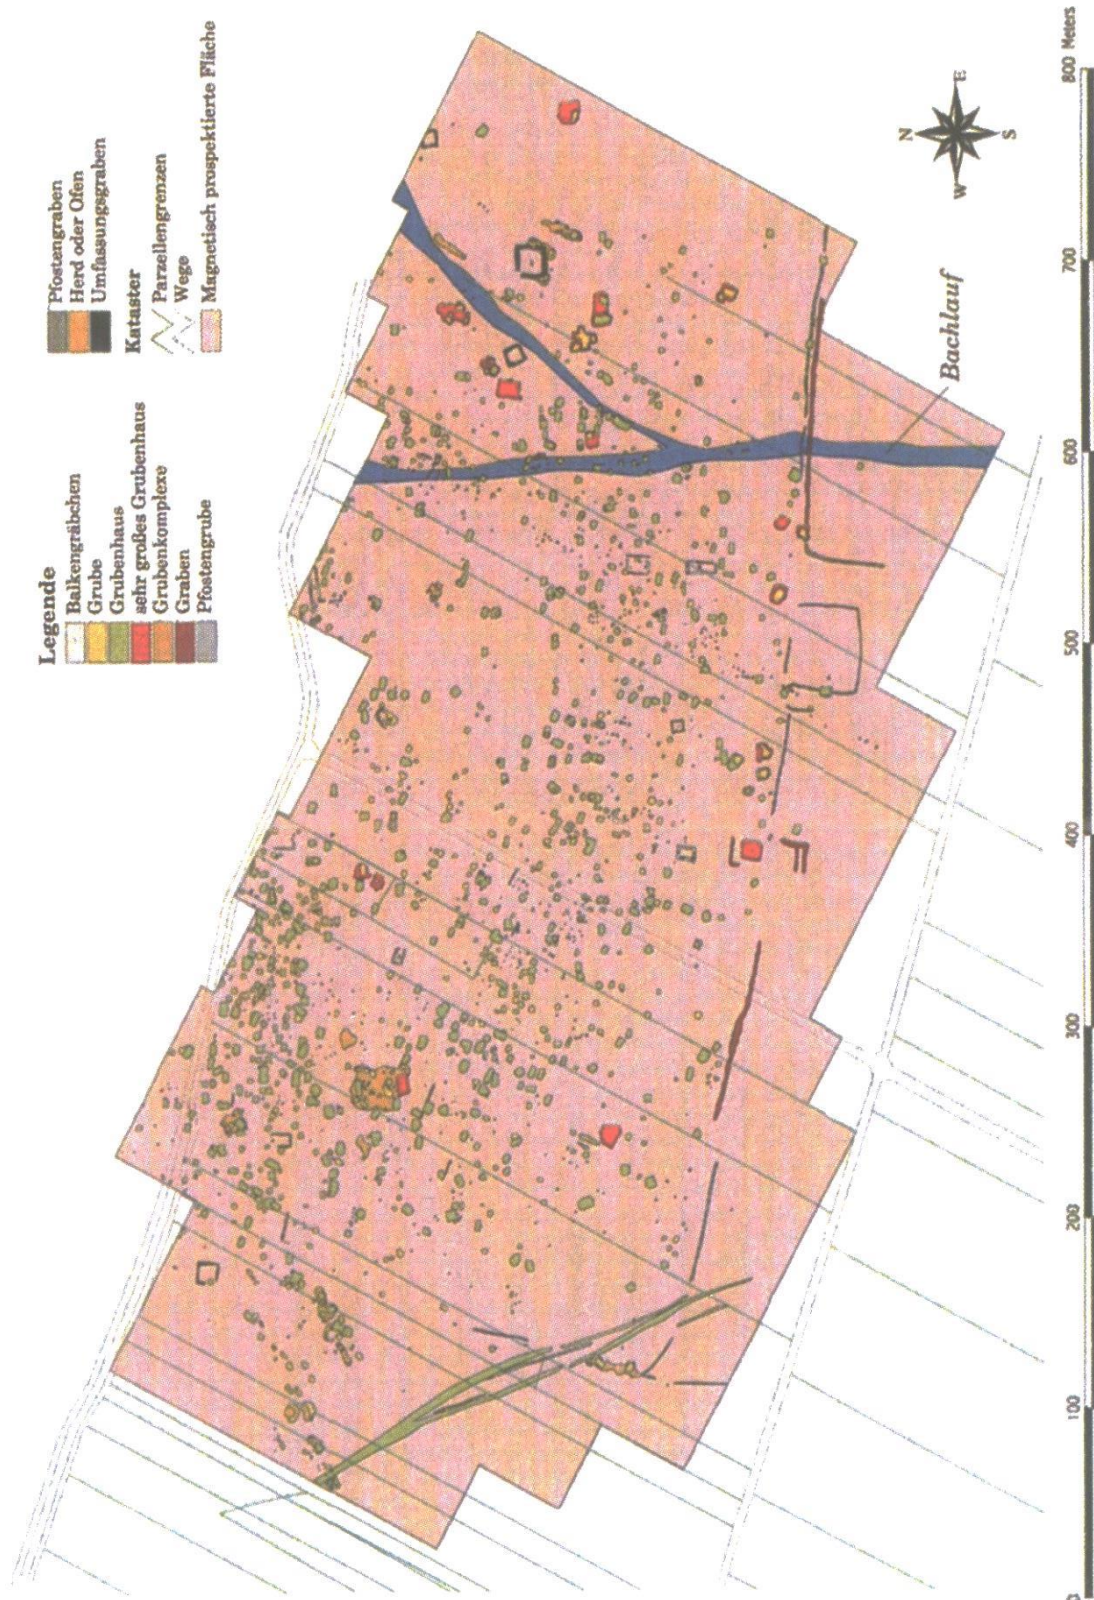 Legende
Balkengräbchen
Grube
Grubenhaus
sehr großes Grubenhaus
Grubenkomplexe
Graben
Pfostengrube
Pfostengraben
Herd oder Ofen
Umfassungsgraben
Kataster
Parzellengrenzen
Wege
Magnetisch prospektierte Fläche
Bachlauf
N
E
S
W
0
100
200
300
400
500
600
700
800 Meters